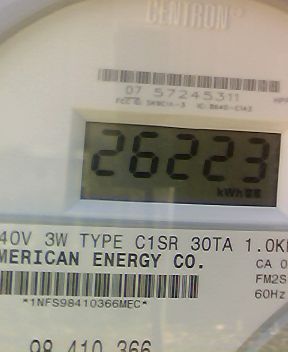 CENTRON
07 57245311
26223
kWh
40V 3W TYPE C1SR 30TA 1.0K
MERICAN ENERGY CO.
CA 0
FM2S
60Hz
*1NFS98410366MEC*
98 410 366